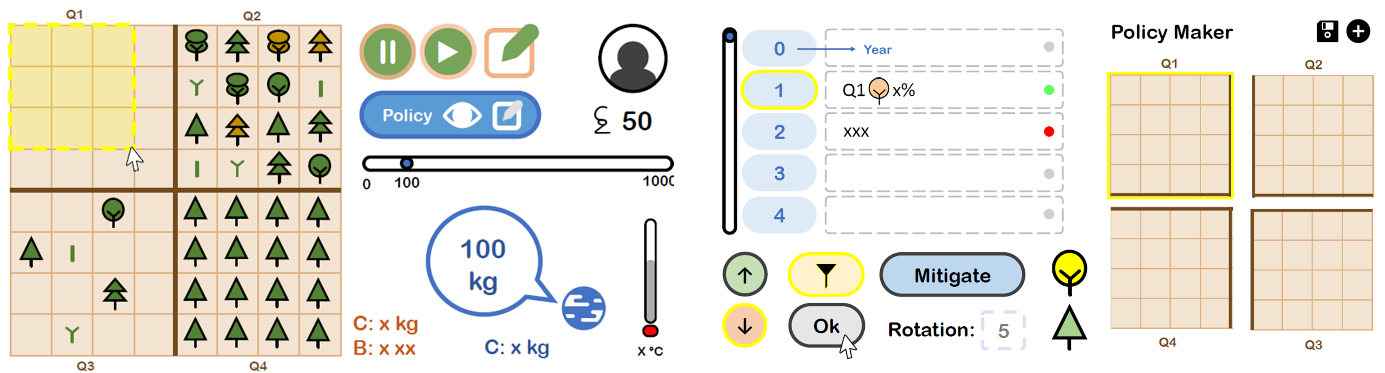 Q1
Q2
Q3
Q4
Policy
50
0
100
1000
100
kg
C: x kg
B: x xx
C: x kg
X °C
0
Year
1
Q1 x%
2
xxx
3
4
Mitigate
Ok
Rotation: 5
Policy Maker
Q1
Q2
Q4
Q3